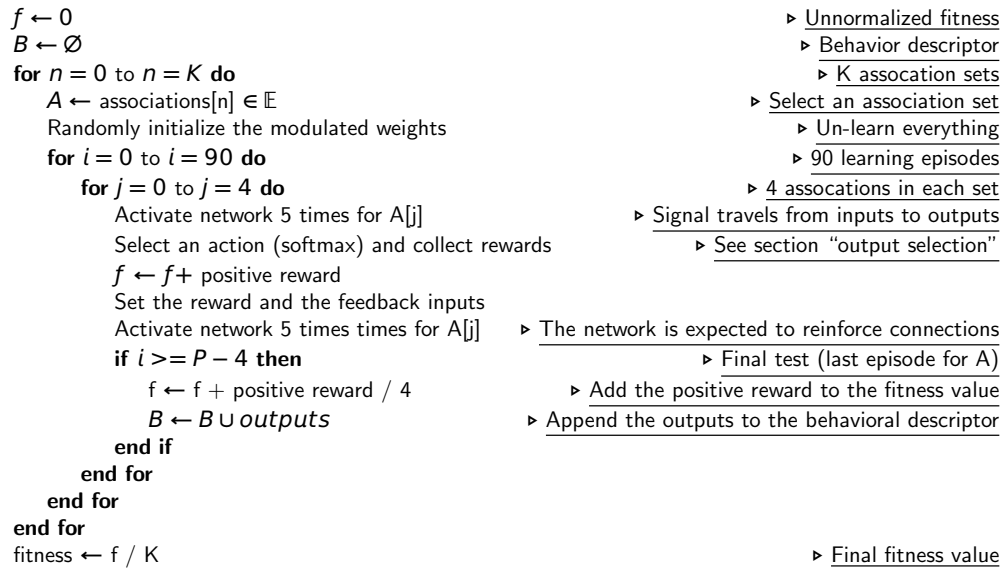 f ← 0 ▹ Unnormalized fitness
B ← ∅ ▹ Behavior descriptor
for n = 0 to n = K do ▹ K assocation sets
A ← associations[n] ∈ 𝔼 ▹ Select an association set
Randomly initialize the modulated weights ▹ Un-learn everything
for i = 0 to i = 90 do ▹ 90 learning episodes
for j = 0 to j = 4 do ▹ 4 assocations in each set
Activate network 5 times for A[j] ▹ Signal travels from inputs to outputs
Select an action (softmax) and collect rewards ▹ See section “output selection”
f ← f+ positive reward
Set the reward and the feedback inputs
Activate network 5 times times for A[j] ▹ The network is expected to reinforce connections
if i >= P − 4 then ▹ Final test (last episode for A)
f ← f + positive reward / 4 ▹ Add the positive reward to the fitness value
B ← B ∪ outputs ▹ Append the outputs to the behavioral descriptor
end if
end for
end for
end for
fitness ← f / K ▹ Final fitness value